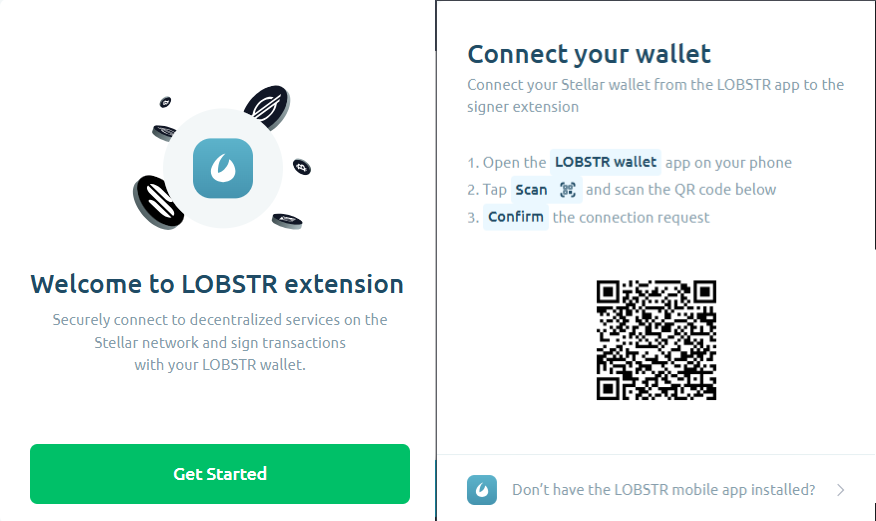 Welcome to LOBSTR extension
Securely connect to decentralized services on the
Stellar network and sign transactions
with your LOBSTR wallet.
Get Started
Connect your wallet
Connect your Stellar wallet from the LOBSTR app to the
signer extension
1. Open the LOBSTR wallet app on your phone
2. Tap Scan and scan the QR code below
3. Confirm the connection request
Don't have the LOBSTR mobile app installed?